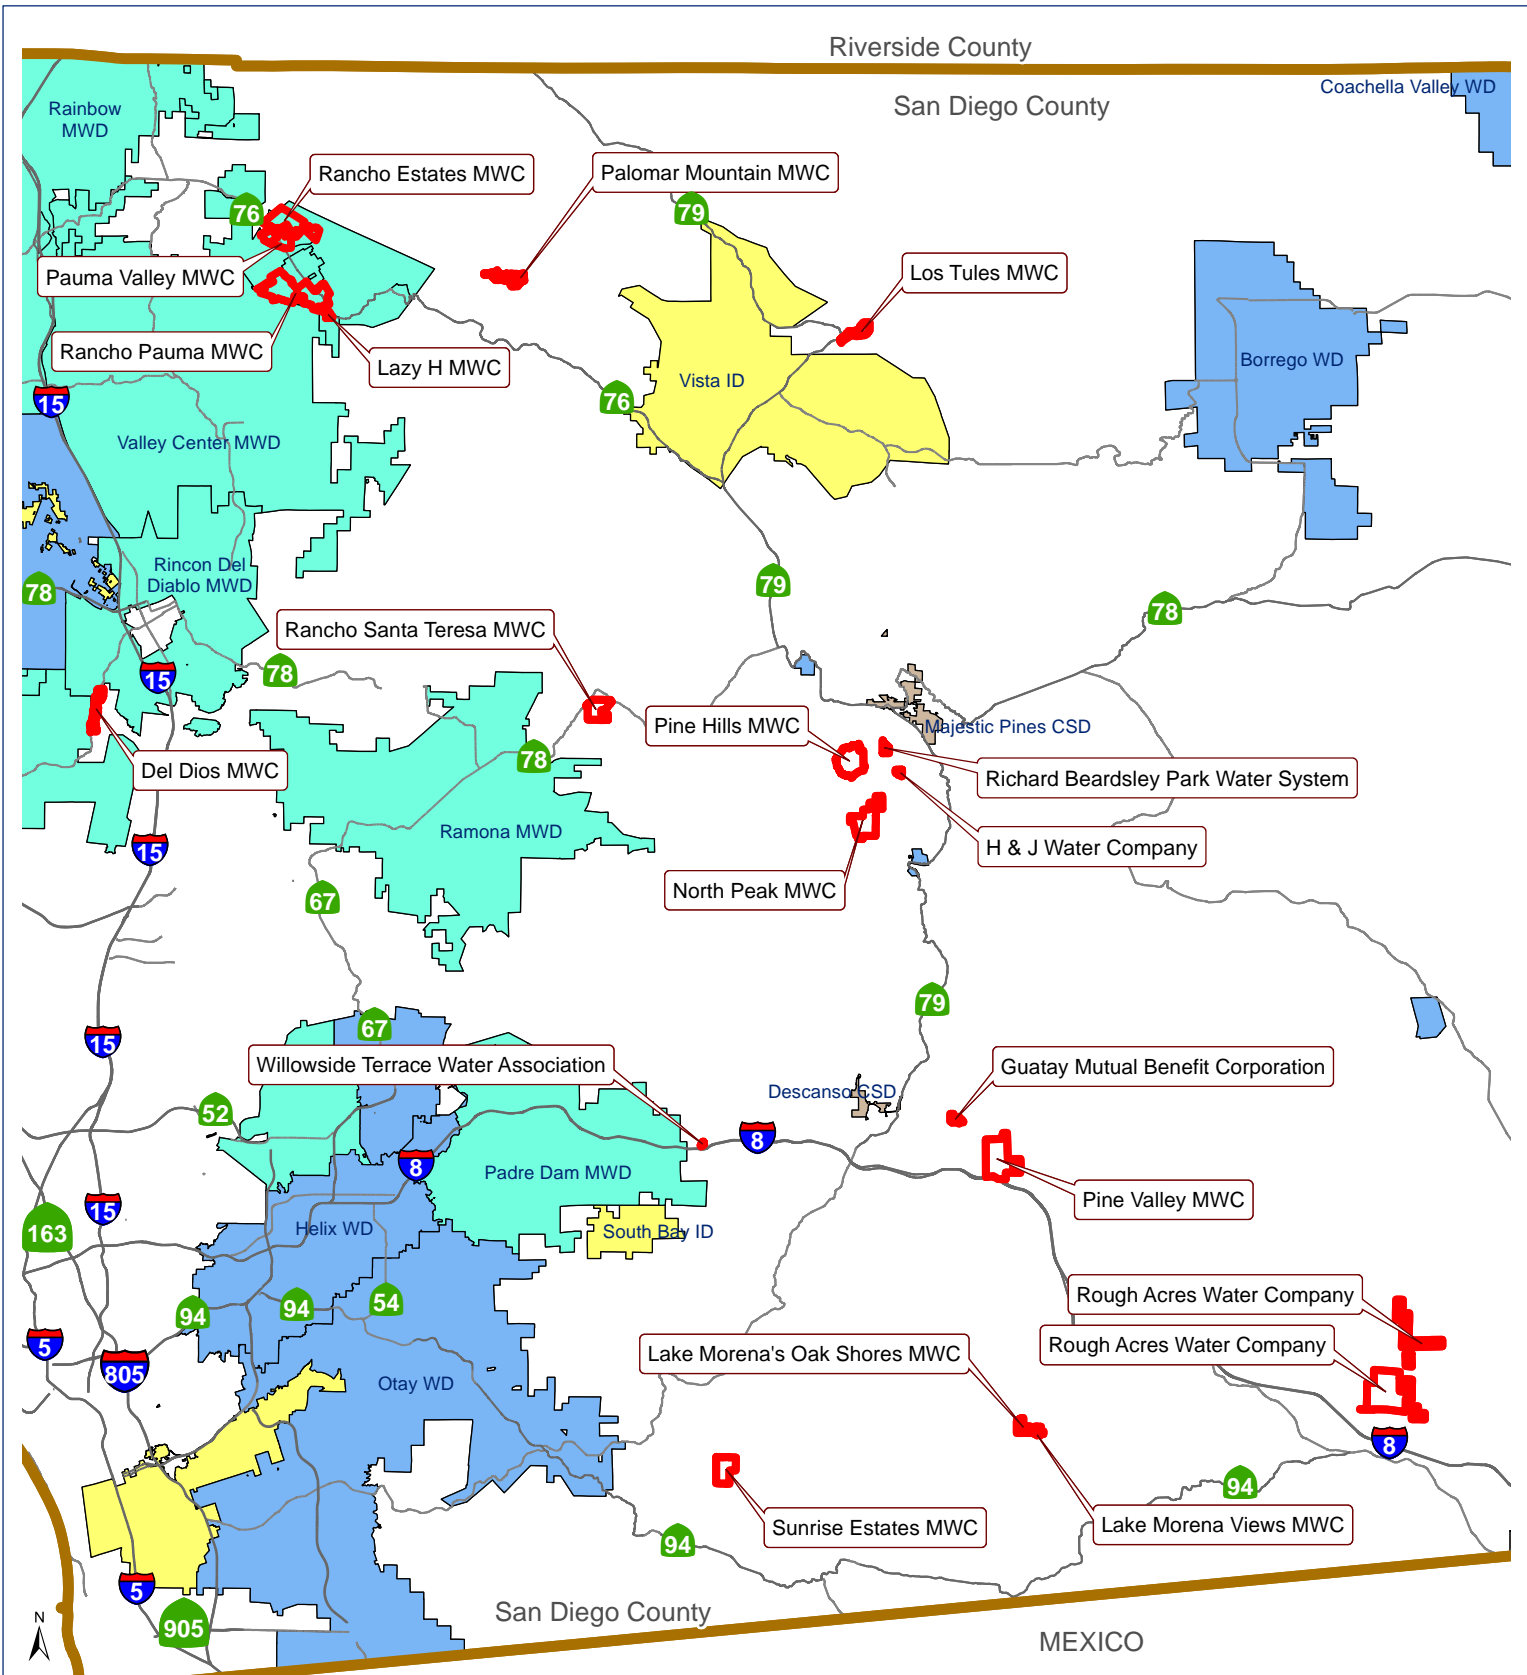 Riverside County
San Diego County
Coachella Valley WD
Rainbow
MWD
Rancho Estates MWC
Palomar Mountain MWC
76
79
Pauma Valley MWC
Los Tules MWC
Rancho Pauma MWC
Lazy H MWC
Borrego WD
Vista ID
15
76
Valley Center MWD
Rincon Del
Diablo MWD
78
79
78
Rancho Santa Teresa MWC
15
78
Pine Hills MWC
Majestic Pines CSD
78
Del Dios MWC
Richard Beardsley Park Water System
Ramona MWD
15
H & J Water Company
North Peak MWC
67
79
67
15
Willowside Terrace Water Association
Guatay Mutual Benefit Corporation
Descanso CSD
52
8
8
Padre Dam MWD
Pine Valley MWC
15
163
Helix WD
South Bay ID
Rough Acres Water Company
94
94
54
5
805
Rough Acres Water Company
Lake Morena's Oak Shores MWC
Otay WD
8
94
Sunrise Estates MWC
Lake Morena Views MWC
94
5
905
San Diego County
N
MEXICO